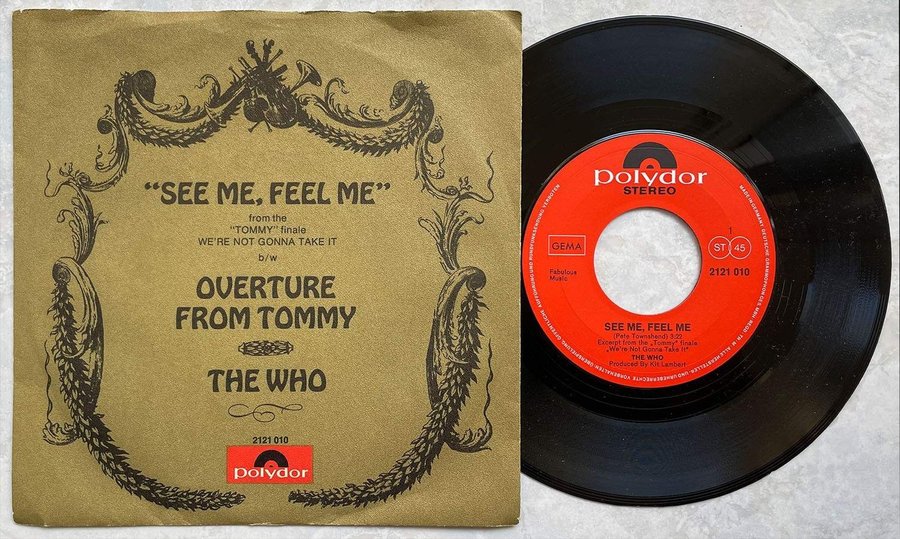 "SEE ME, FEEL ME"
from the
"TOMMY" finale
WE'RE NOT GONNA TAKE IT
b/w
OVERTURE
FROM TOMMY
THE WHO
2121 010
polydor
polydor
STEREO
GEMA
1
ST 45
2121 010
Fabulous
Music
SEE ME, FEEL ME
(Pete Townshend) 3:22
Excerpt from the „Tommy" finale
„We're Not Gonna Take It"
THE WHO
Produced By Kit Lambert
MADE IN GERMANY